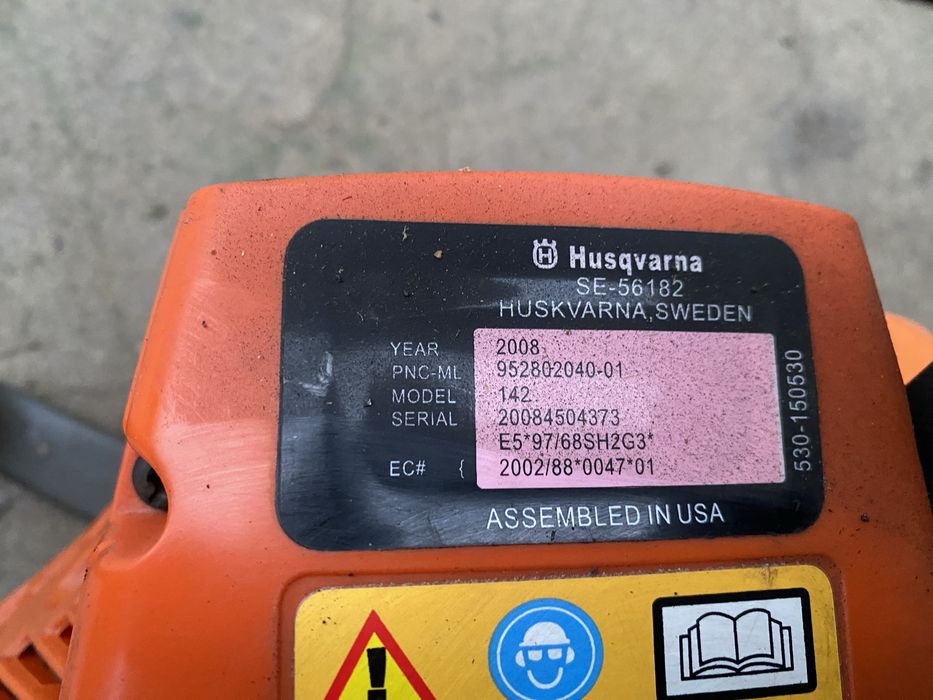 Husqvarna
SE-56182
HUSKVARNA, SWEDEN
YEAR 2008
PNC-ML 952802040-01
MODEL 142
SERIAL 20084504373
E5*97/68SH2G3*
EC# { 2002/88*0047*01
530-150530
ASSEMBLED IN USA